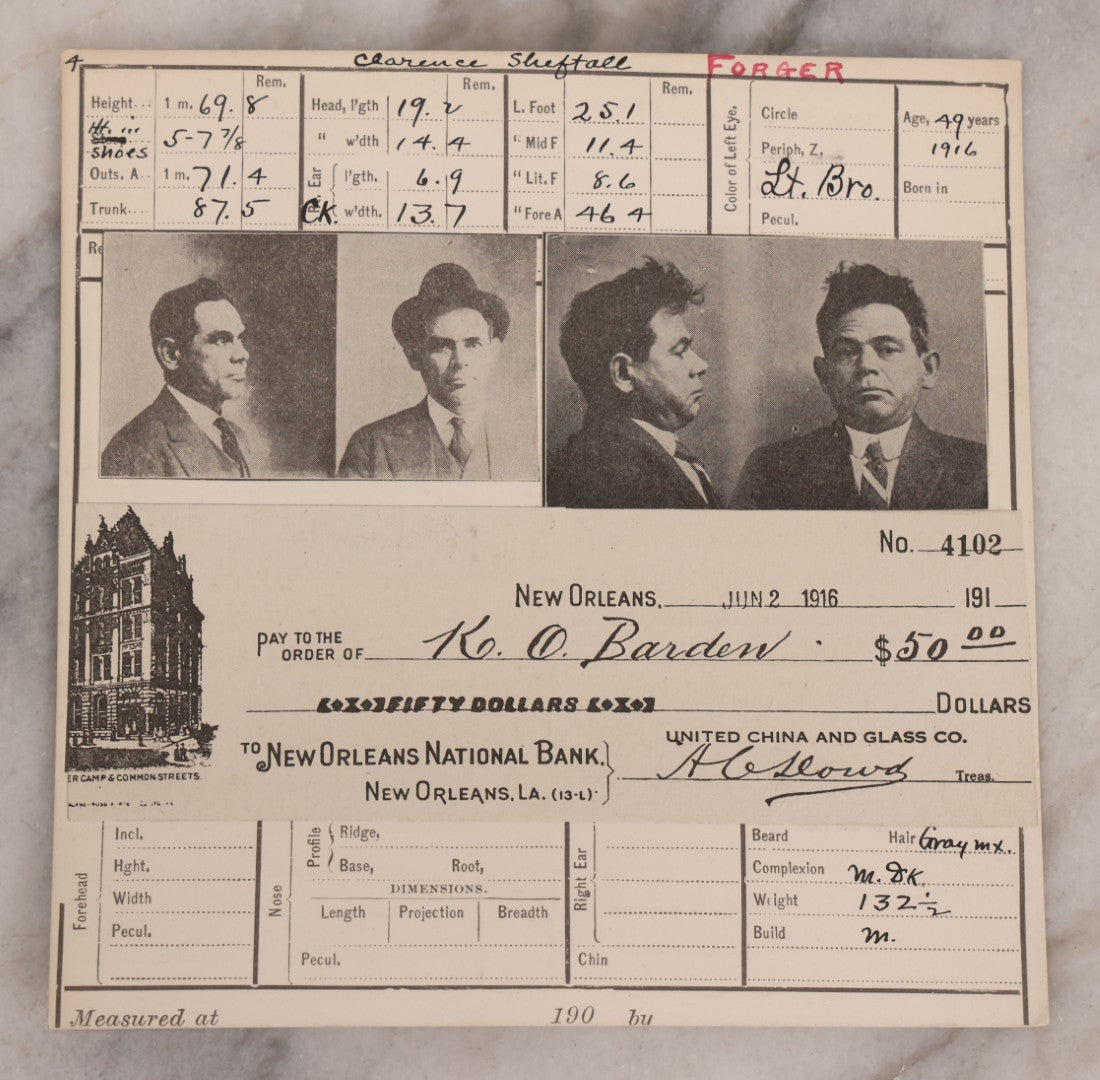 4 Clarence Sheftall FORGER
Rem. Rem. Rem.
Height... 1 m. 69. 8 Head, l'gth 19. 2 L. Foot 25.1 Circle Age, 49 years
Ht. in shoes 5-7 7/8 " w'dth 14. 4 " Mid F 11.4 Periph, Z. 1916
Outs. A 1 m. 71. 4 Ear l'gth. 6.9 " Lit. F 8.6 Color of Left Eye. Lt. Bro. Born in
Trunk.... 87.5 CK. w'dth. 13.7 " Fore A 46 4 Pecul.
Re
No. 4102
NEW ORLEANS, JUN 2 1916 191
PAY TO THE
ORDER OF K. O. Barden $50 00
FIFTY DOLLARS DOLLARS
TO NEW ORLEANS NATIONAL BANK, UNITED CHINA AND GLASS CO.
NEW ORLEANS, LA. (13-L) Treas.
ER CAMP & COMMON STREETS
Forehead Incl. Nose Profile Ridge, Right Ear Beard Hair Gray mx.
Hght. Base, Root, Complexion M. DK.
Width DIMENSIONS. Weight 132 1/2
Length Projection Breadth
Pecul. Build M.
Pecul. Chin
Measured at 190 by